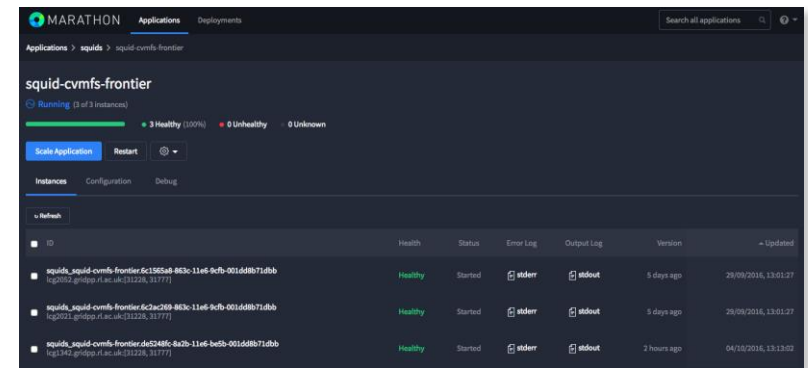 MARATHON Applications Deployments Search all applications
Applications > squids > squid-cvmfs-frontier
squid-cvmfs-frontier
Running (3 of 3 instances)
3 Healthy (100%) 0 Unhealthy 0 Unknown
Scale Application Restart
Instances Configuration Debug
Refresh
ID Health Status Error Log Output Log Version Updated
squids_squid-cvmfs-frontier.6c1565a8-863c-11e6-9cfb-001dd8b71dbb
lcg2052.gridpp.rl.ac.uk:[31228, 31777]
Healthy Started stderr stdout 5 days ago 29/09/2016, 13:01:27
squids_squid-cvmfs-frontier.6c2ac269-863c-11e6-9cfb-001dd8b71dbb
lcg2021.gridpp.rl.ac.uk:[31228, 31777]
Healthy Started stderr stdout 5 days ago 29/09/2016, 13:01:27
squids_squid-cvmfs-frontier.de5248fc-8a2b-11e6-be5b-001dd8b71dbb
lcg1342.gridpp.rl.ac.uk:[31228, 31777]
Healthy Started stderr stdout 2 hours ago 04/10/2016, 13:13:02